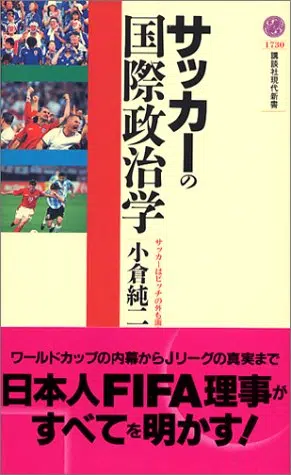 1730
講談社現代新書
サッカーの
国際政治学
小倉純二
サッカーはピッチの外も面
ワールドカップの内幕からJリーグの真実まで
日本人FIFA理事が
すべてを明かす!